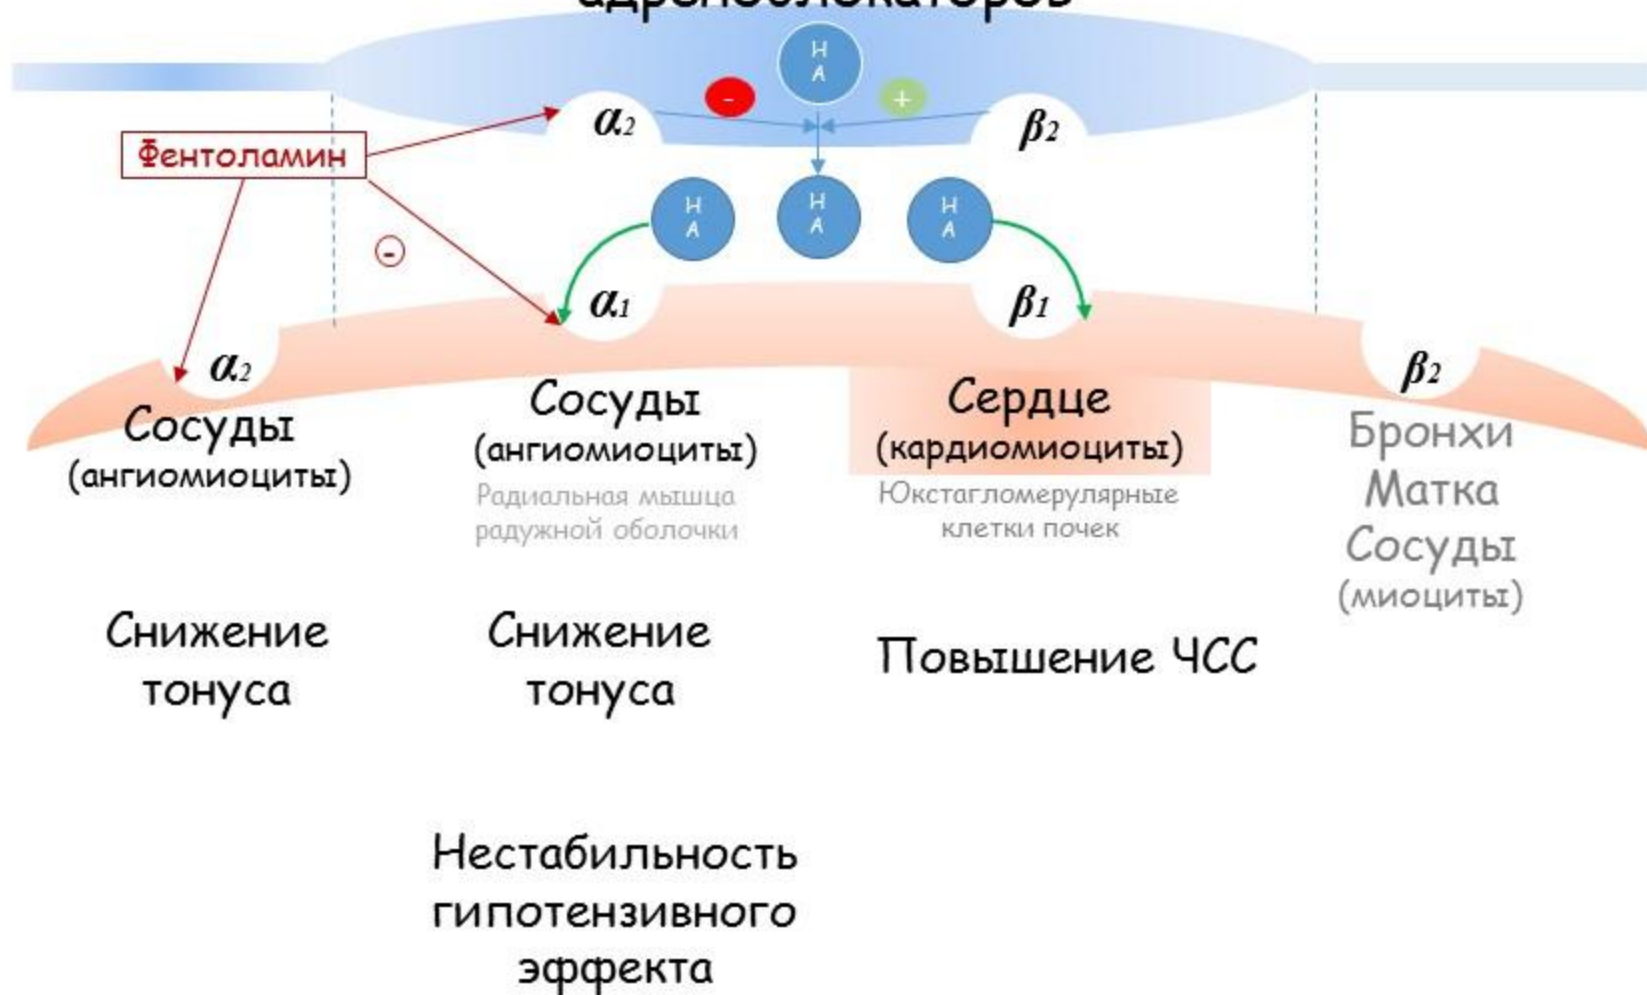 адреноблокаторов
Н
А
-
+
α2
β2
Фентоламин
Н
А
Н
А
Н
А
-
α1
β1
α2
β2
Сосуды
(ангиомиоциты)
Сосуды
(ангиомиоциты)
Радиальная мышца
радужной оболочки
Сердце
(кардиомиоциты)
Юкстагломерулярные
клетки почек
Бронхи
Матка
Сосуды
(миоциты)
Снижение
тонуса
Снижение
тонуса
Повышение ЧСС
Нестабильность
гипотензивного
эффекта